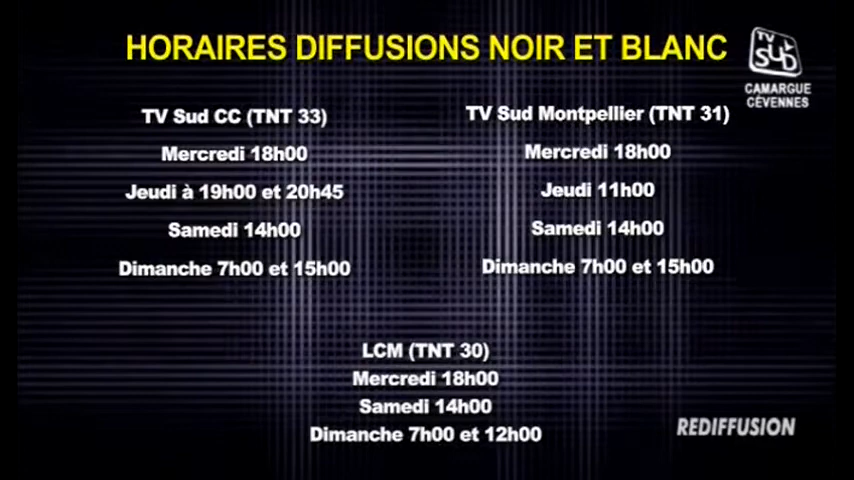 HORAIRES DIFFUSIONS NOIR ET BLANC
TV SUD
CAMARGUE
CÉVENNES
TV Sud CC (TNT 33)
Mercredi 18h00
Jeudi à 19h00 et 20h45
Samedi 14h00
Dimanche 7h00 et 15h00
TV Sud Montpellier (TNT 31)
Mercredi 18h00
Jeudi 11h00
Samedi 14h00
Dimanche 7h00 et 15h00
LCM (TNT 30)
Mercredi 18h00
Samedi 14h00
Dimanche 7h00 et 12h00
REDIFFUSION